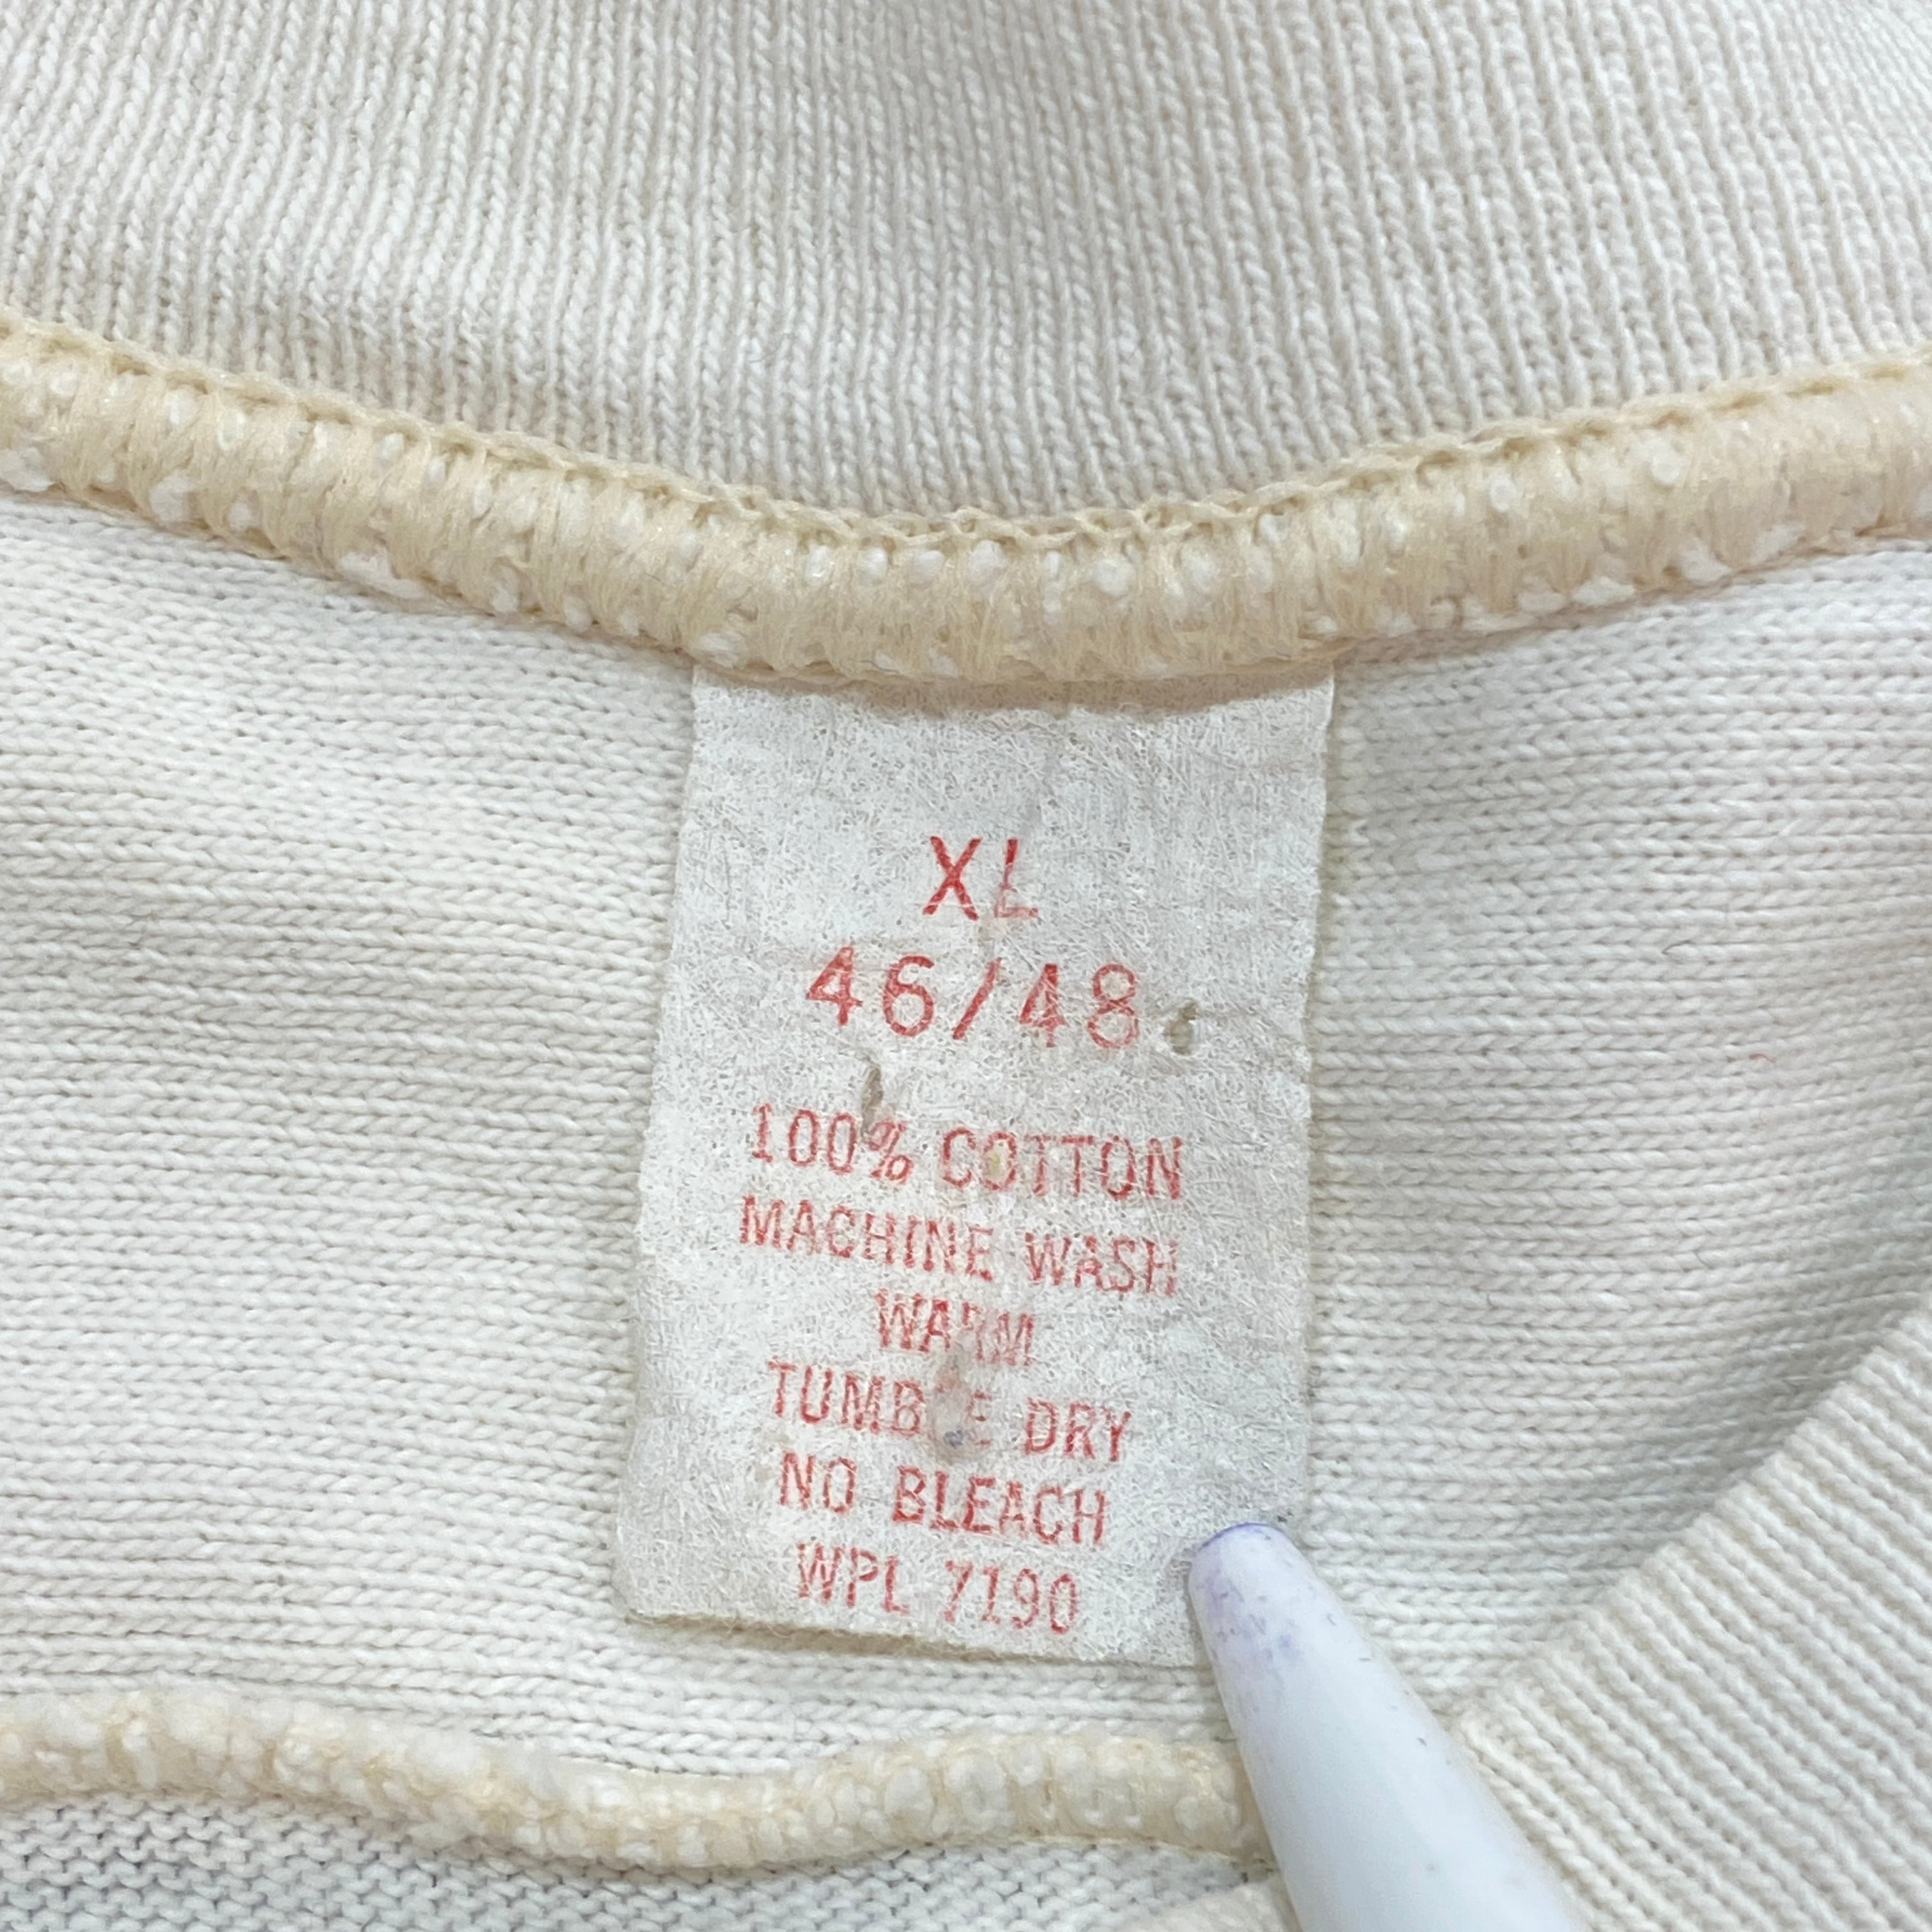 XL
46/48
100% COTTON
MACHINE WASH
WARM
TUMBLE DRY
NO BLEACH
WPL 7190